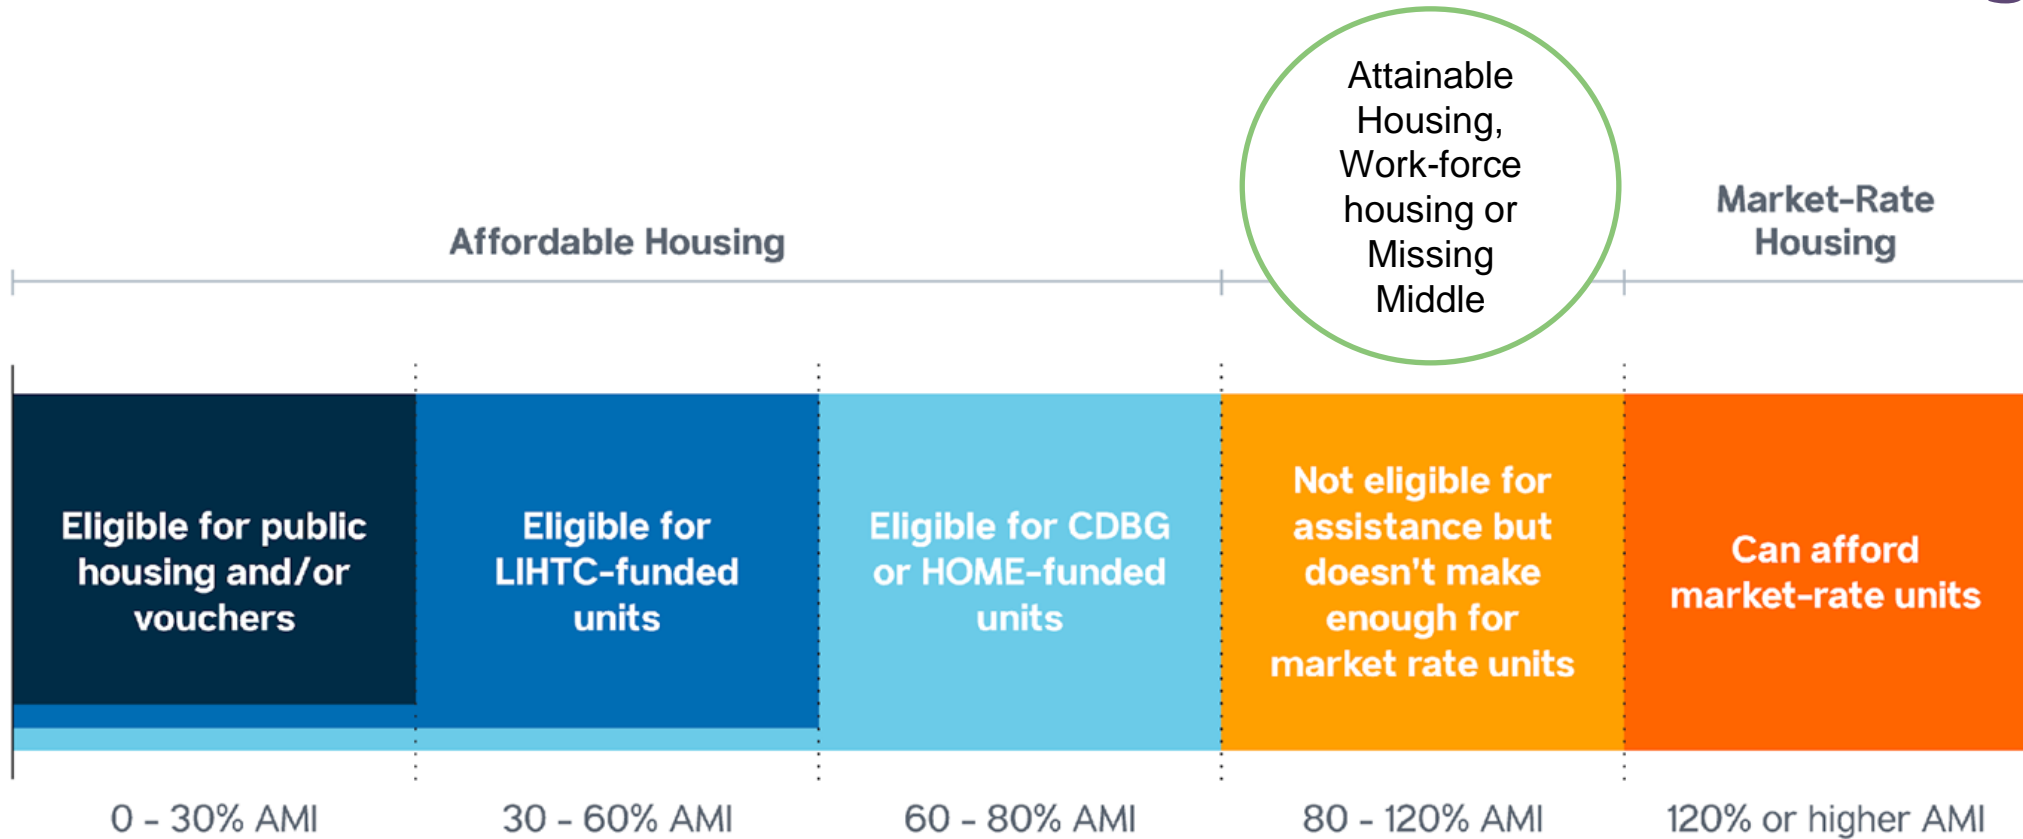 Attainable
Housing,
Work-force
housing or
Missing
Middle
Affordable Housing
Market-Rate
Housing
Eligible for public
housing and/or
vouchers
Eligible for
LIHTC-funded
units
Eligible for CDBG
or HOME-funded
units
Not eligible for
assistance but
doesn't make
enough for
market rate units
Can afford
market-rate units
0 - 30% AMI
30 - 60% AMI
60 - 80% AMI
80 - 120% AMI
120% or higher AMI